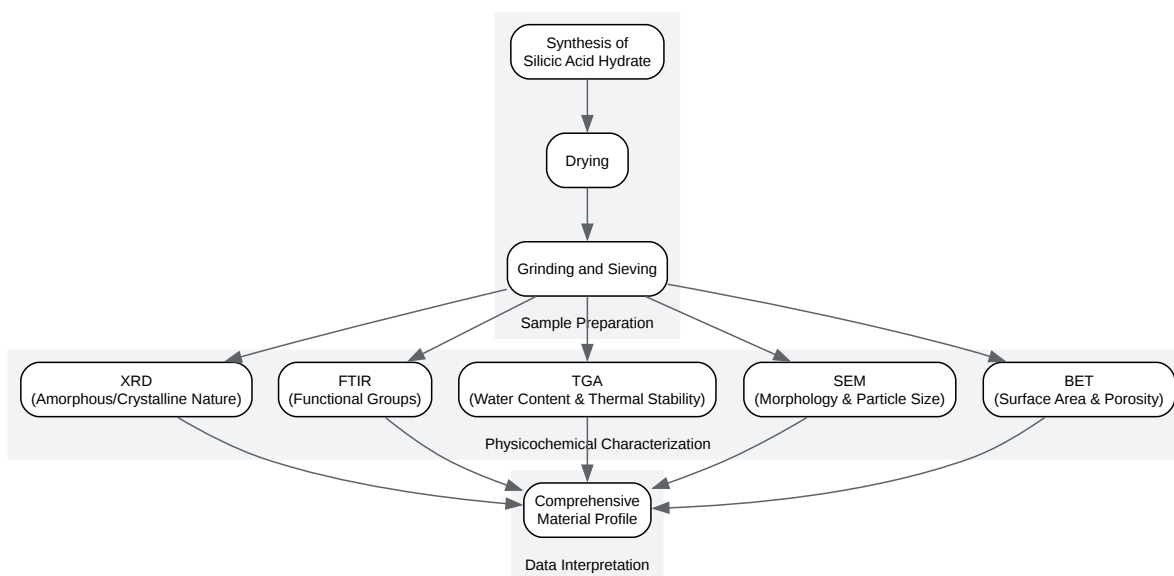 Synthesis of
Silicic Acid Hydrate
Drying
Grinding and Sieving
Sample Preparation
XRD
(Amorphous/Crystalline Nature)
FTIR
(Functional Groups)
TGA
(Water Content & Thermal Stability)
SEM
(Morphology & Particle Size)
BET
(Surface Area & Porosity)
Physicochemical Characterization
Comprehensive
Material Profile
Data Interpretation